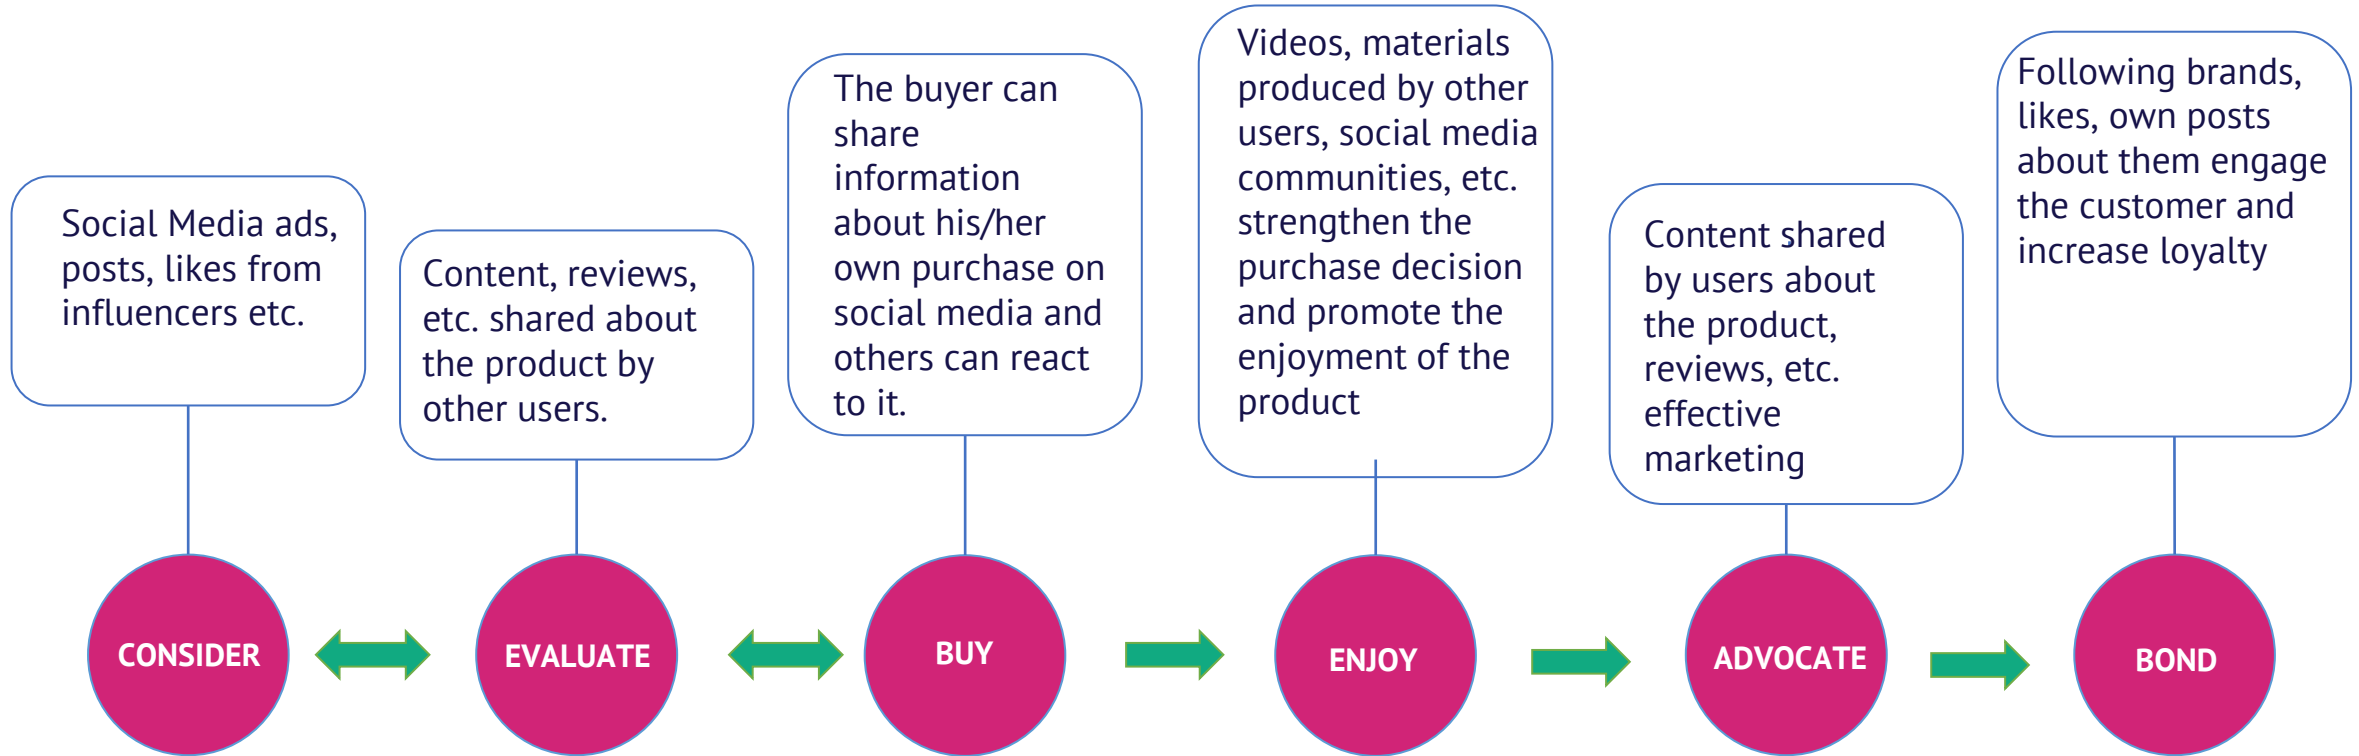 Social Media ads,
posts, likes from
influencers etc.
Content, reviews,
etc. shared about
the product by
other users.
The buyer can
share
information
about his/her
own purchase on
social media and
others can react
to it.
Videos, materials
produced by other
users, social media
communities, etc.
strengthen the
purchase decision
and promote the
enjoyment of the
product
Content shared
by users about
the product,
reviews, etc.
effective
marketing
Following brands,
likes, own posts
about them engage
the customer and
increase loyalty
CONSIDER
EVALUATE
BUY
ENJOY
ADVOCATE
BOND